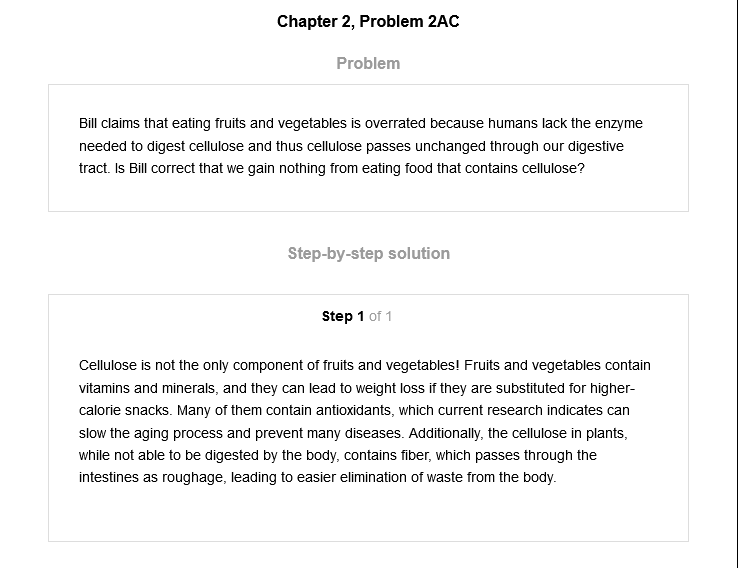 Chapter 2, Problem 2AC
Problem
Bill claims that eating fruits and vegetables is overrated because humans lack the enzyme
needed to digest cellulose and thus cellulose passes unchanged through our digestive
tract. Is Bill correct that we gain nothing from eating food that contains cellulose?
Step-by-step solution
Step 1 of 1
Cellulose is not the only component of fruits and vegetables! Fruits and vegetables contain
vitamins and minerals, and they can lead to weight loss if they are substituted for higher-
calorie snacks. Many of them contain antioxidants, which current research indicates can
slow the aging process and prevent many diseases. Additionally, the cellulose in plants,
while not able to be digested by the body, contains fiber, which passes through the
intestines as roughage, leading to easier elimination of waste from the body.